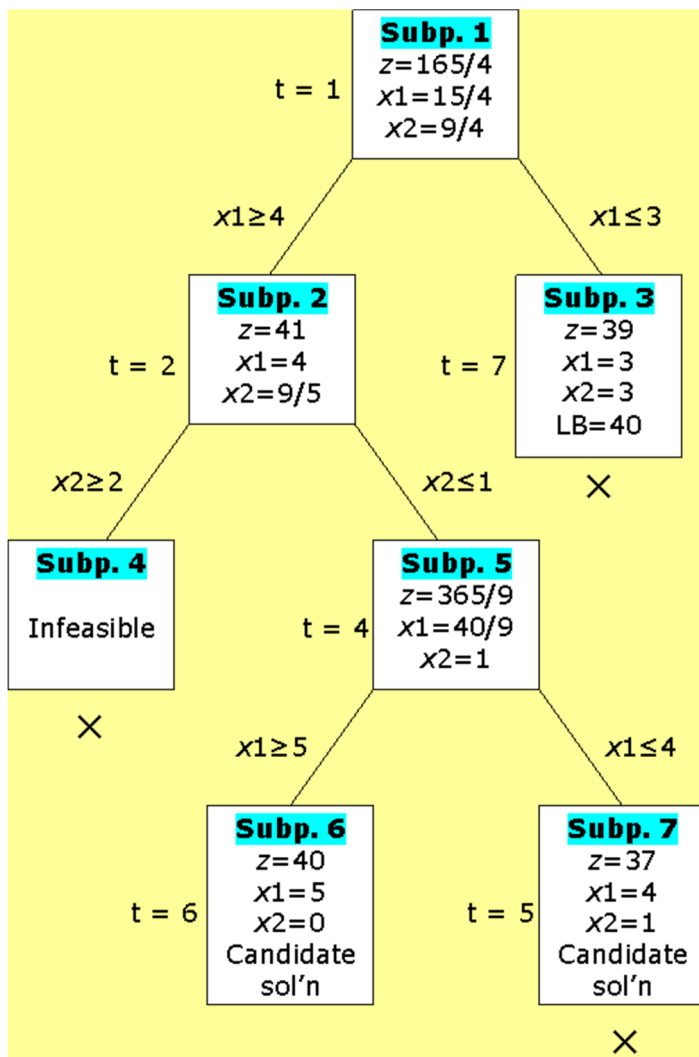 Subp. 1
z=165/4
x1=15/4
x2=9/4
t = 1
x1≥4
x1≤3
Subp. 2
z=41
x1=4
x2=9/5
t = 2
Subp. 3
z=39
x1=3
x2=3
LB=40
t = 7
×
x2≥2
x2≤1
Subp. 4
Infeasible
×
Subp. 5
z=365/9
x1=40/9
x2=1
t = 4
x1≥5
x1≤4
Subp. 6
z=40
x1=5
x2=0
Candidate
sol’n
t = 6
Subp. 7
z=37
x1=4
x2=1
Candidate
sol’n
t = 5
×